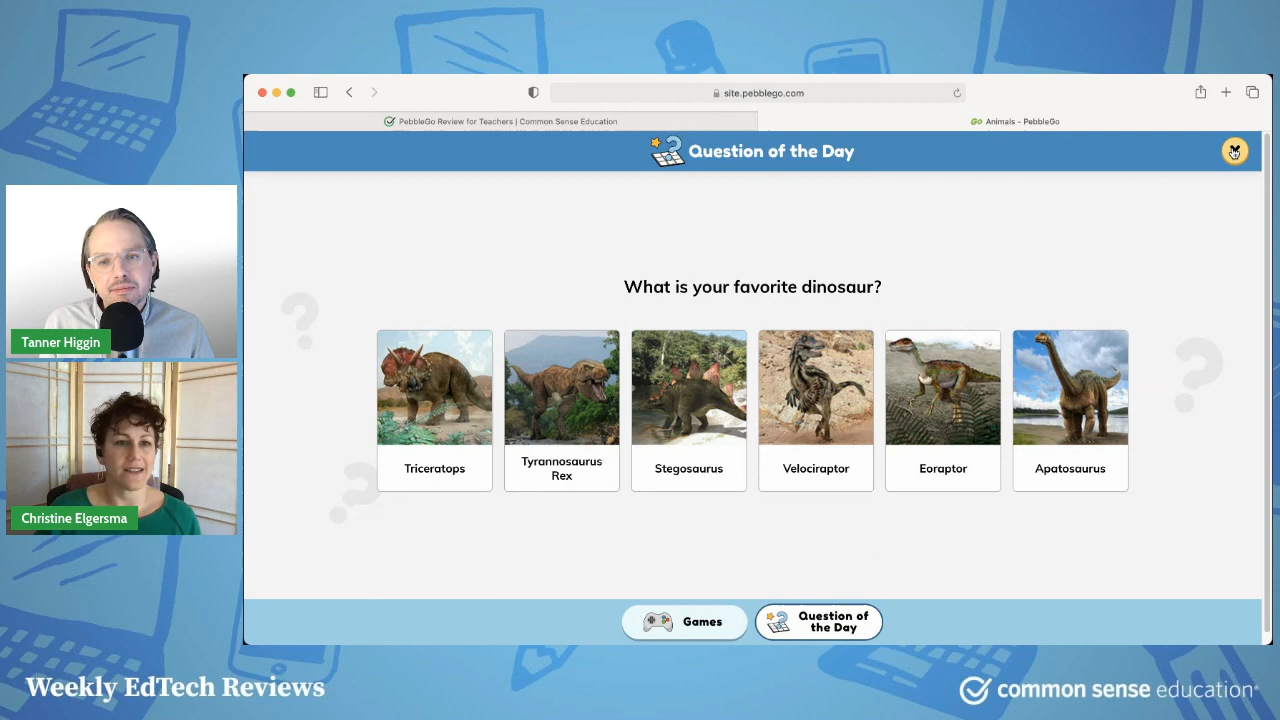 site.pebblego.com
PebbleGo Review for Teachers | Common Sense Education
GO Animals - PebbleGo
Question of the Day
What is your favorite dinosaur?
Triceratops
Tyrannosaurus
Rex
Stegosaurus
Velociraptor
Eoraptor
Apatosaurus
Games
Question of
the Day
Tanner Higgin
Christine Elgersma
Weekly EdTech Reviews
common sense education®